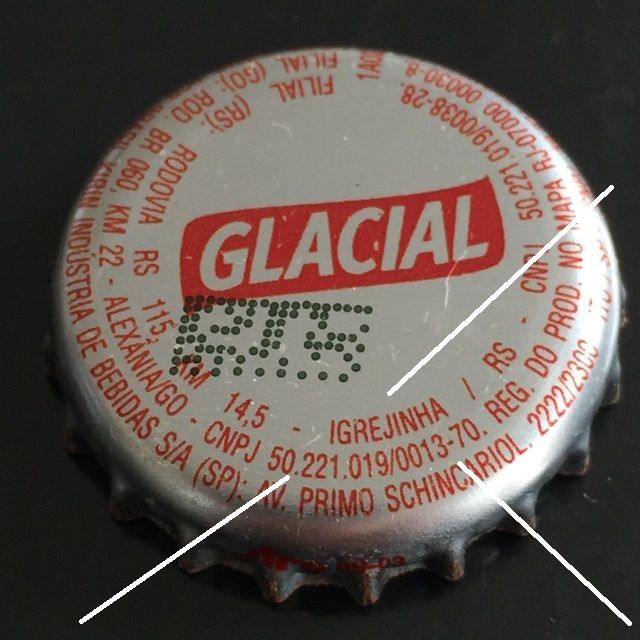 GLACIAL
FILIAL (RS): RODOVIA RS 115, KM 14,5 - IGREJINHA / RS - CNPJ 50.221.019/0038-28.
FILIAL (GO): ROD. BR 060, KM 22 - ALEXÂNIA/GO - CNPJ 50.221.019/0013-70. REG. DO PROD. NO MAPA RJ-07000 00030-8
KIRIN INDÚSTRIA DE BEBIDAS S/A (SP): AV. PRIMO SCHINCARIOL, 2222/2300